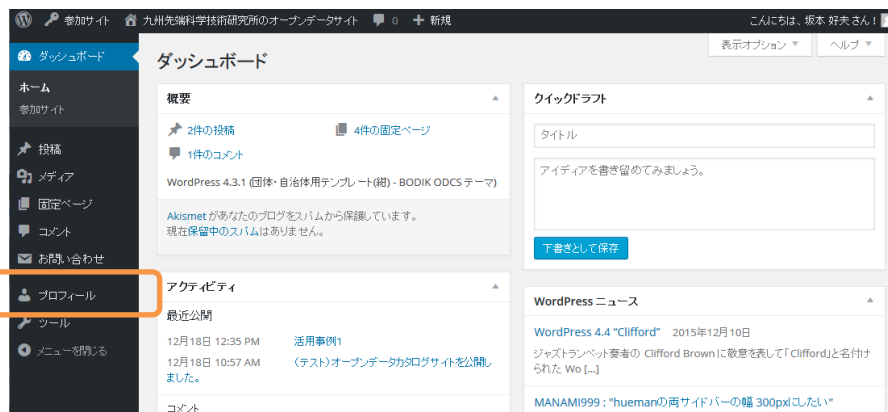 参加サイト 九州先端科学技術研究所のオープンデータサイト 0 + 新規 こんにちは、坂本 好夫さん!
表示オプション ▼ ヘルプ ▼
ダッシュボード
ホーム
参加サイト
投稿
メディア
固定ページ
コメント
お問い合わせ
プロフィール
ツール
メニューを閉じる
ダッシュボード
概要
2件の投稿 4件の固定ページ
1件のコメント
WordPress 4.3.1 (団体・自治体用テンプレート(紺) - BODIK ODCS テーマ)
Akismet があなたのブログをスパムから保護しています。
現在保留中のスパムはありません。
アクティビティ
最近公開
12月18日 12:35 PM 活用事例1
12月18日 10:57 AM (テスト)オープンデータカタログサイトを公開し
ました。
コメント
クイックドラフト
タイトル
アイディアを書き留めてみましょう。
下書きとして保存
WordPress ニュース
WordPress 4.4 “Clifford” 2015年12月10日
ジャズトランペット奏者の Clifford Brownに敬意を表して「Clifford」と名付け
られた Wo [...]
MANAMI999 : "huemanの両サイドバーの幅 300pxにしたい"